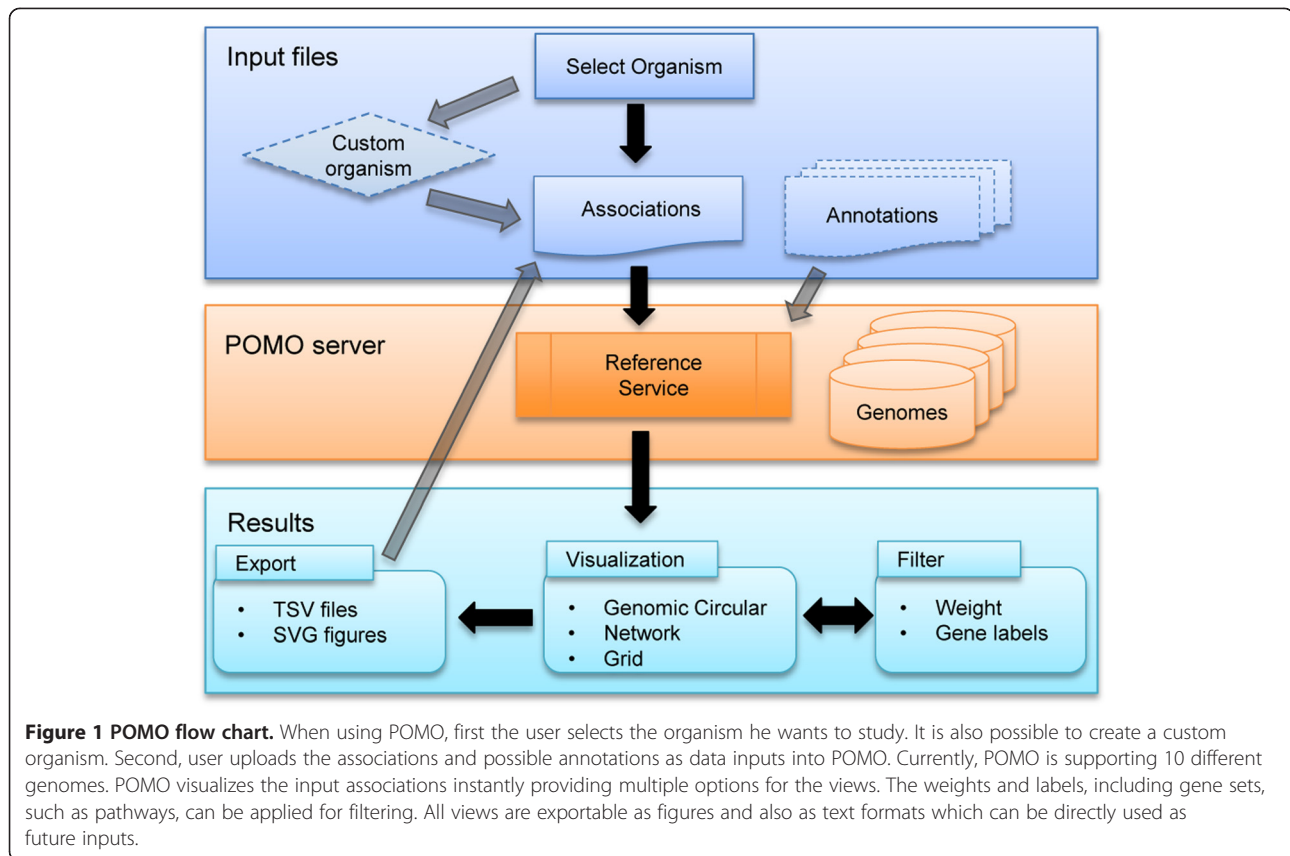 Input files
Select Organism
Custom
organism
Associations
Annotations
POMO server
Reference
Service
Genomes
Results
Export
• TSV files
• SVG figures
Visualization
• Genomic Circular
• Network
• Grid
Filter
• Weight
• Gene labels
Figure 1 POMO flow chart. When using POMO, first the user selects the organism he wants to study. It is also possible to create a custom
organism. Second, user uploads the associations and possible annotations as data inputs into POMO. Currently, POMO is supporting 10 different
genomes. POMO visualizes the input associations instantly providing multiple options for the views. The weights and labels, including gene sets,
such as pathways, can be applied for filtering. All views are exportable as figures and also as text formats which can be directly used as
future inputs.